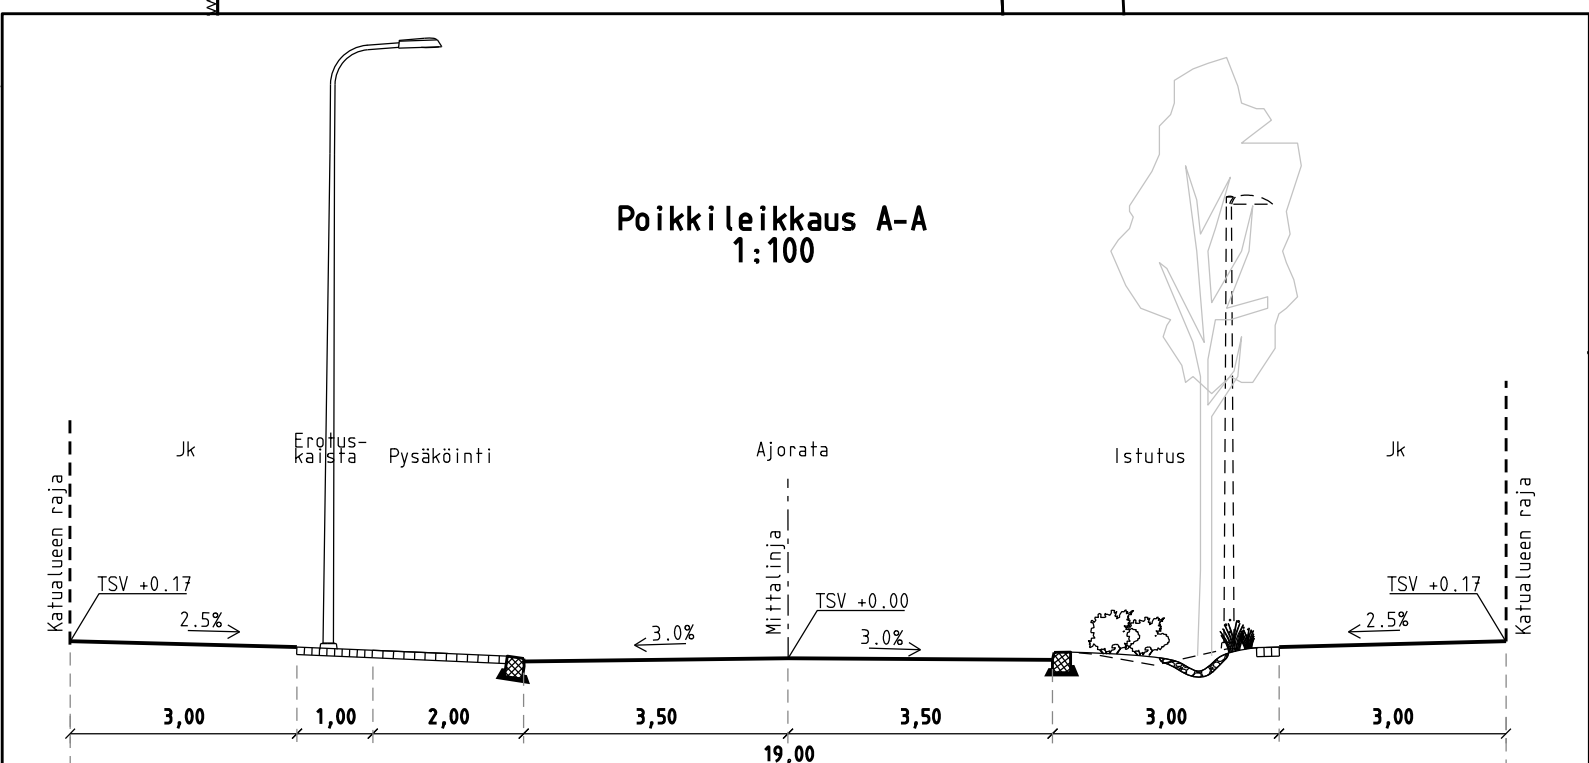 Poikkileikkaus A-A
1:100
Jk
Erotus-
kaista
Pysäköinti
Ajorata
Istutus
Jk
Katualueen raja
Mittalinja
Katualueen raja
TSV +0.17
2.5%
3.0%
TSV +0.00
3.0%
TSV +0.17
2.5%
3,00
1,00
2,00
3,50
3,50
3,00
3,00
19,00